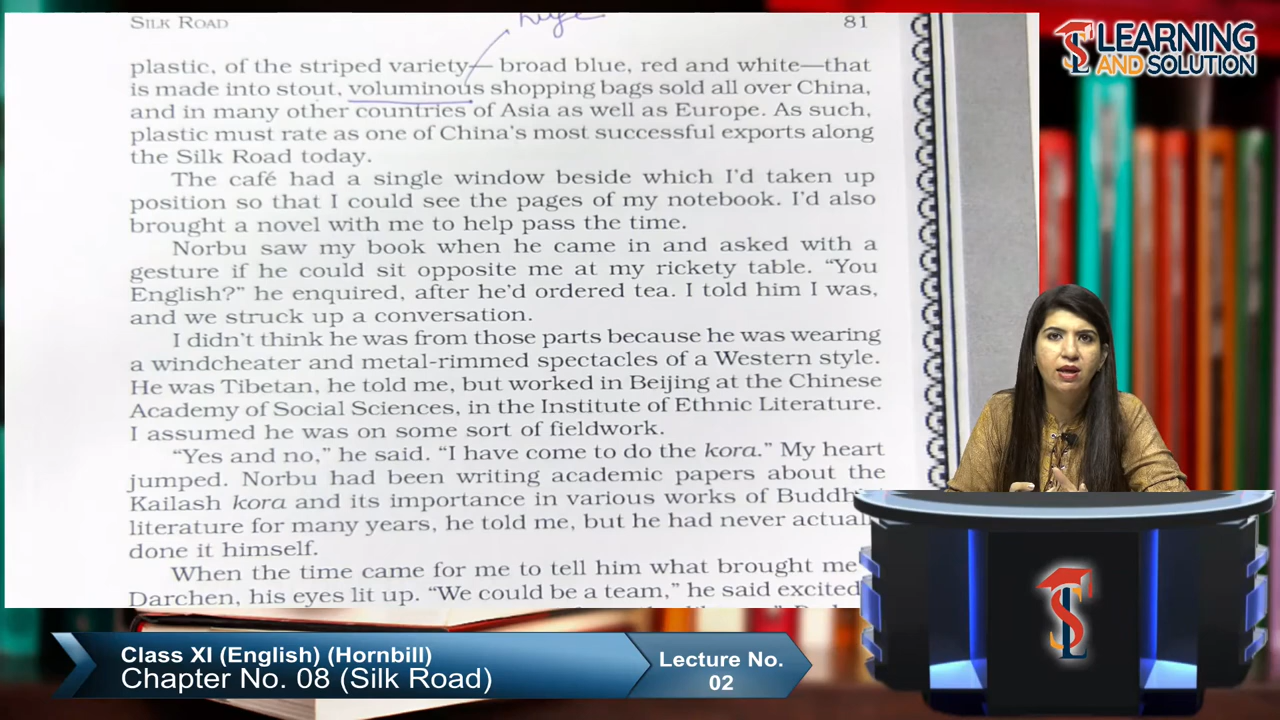 huge
SILK ROAD 81
plastic, of the striped variety— broad blue, red and white—that
is made into stout, voluminous shopping bags sold all over China,
and in many other countries of Asia as well as Europe. As such,
plastic must rate as one of China's most successful exports along
the Silk Road today.
The café had a single window beside which I'd taken up
position so that I could see the pages of my notebook. I'd also
brought a novel with me to help pass the time.
Norbu saw my book when he came in and asked with a
gesture if he could sit opposite me at my rickety table. “You
English?” he enquired, after he'd ordered tea. I told him I was,
and we struck up a conversation.
I didn't think he was from those parts because he was wearing
a windcheater and metal-rimmed spectacles of a Western style.
He was Tibetan, he told me, but worked in Beijing at the Chinese
Academy of Social Sciences, in the Institute of Ethnic Literature.
I assumed he was on some sort of fieldwork.
“Yes and no,” he said. “I have come to do the kora.” My heart
jumped. Norbu had been writing academic papers about the
Kailash kora and its importance in various works of Buddhi
literature for many years, he told me, but he had never actuall
done it himself.
When the time came for me to tell him what brought me
Darchen, his eyes lit up. “We could be a team,” he said excited
LEARNING
AND SOLUTION
SL
SL
Class XI (English) (Hornbill)
Chapter No. 08 (Silk Road)
Lecture No.
02